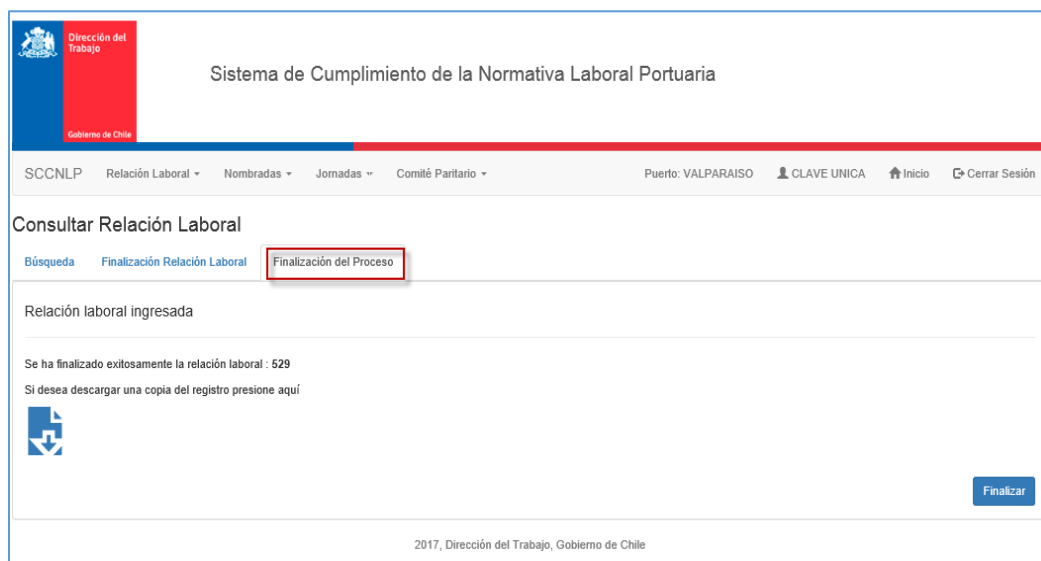 Dirección del
Trabajo
Gobierno de Chile
Sistema de Cumplimiento de la Normativa Laboral Portuaria
SCCNLP Relación Laboral Nombradas Jornadas Comité Paritario Puerto: VALPARAISO CLAVE UNICA Inicio Cerrar Sesión
Consultar Relación Laboral
Búsqueda Finalización Relación Laboral Finalización del Proceso
Relación laboral ingresada
Se ha finalizado exitosamente la relación laboral : 529
Si desea descargar una copia del registro presione aquí
Finalizar
2017, Dirección del Trabajo, Gobierno de Chile